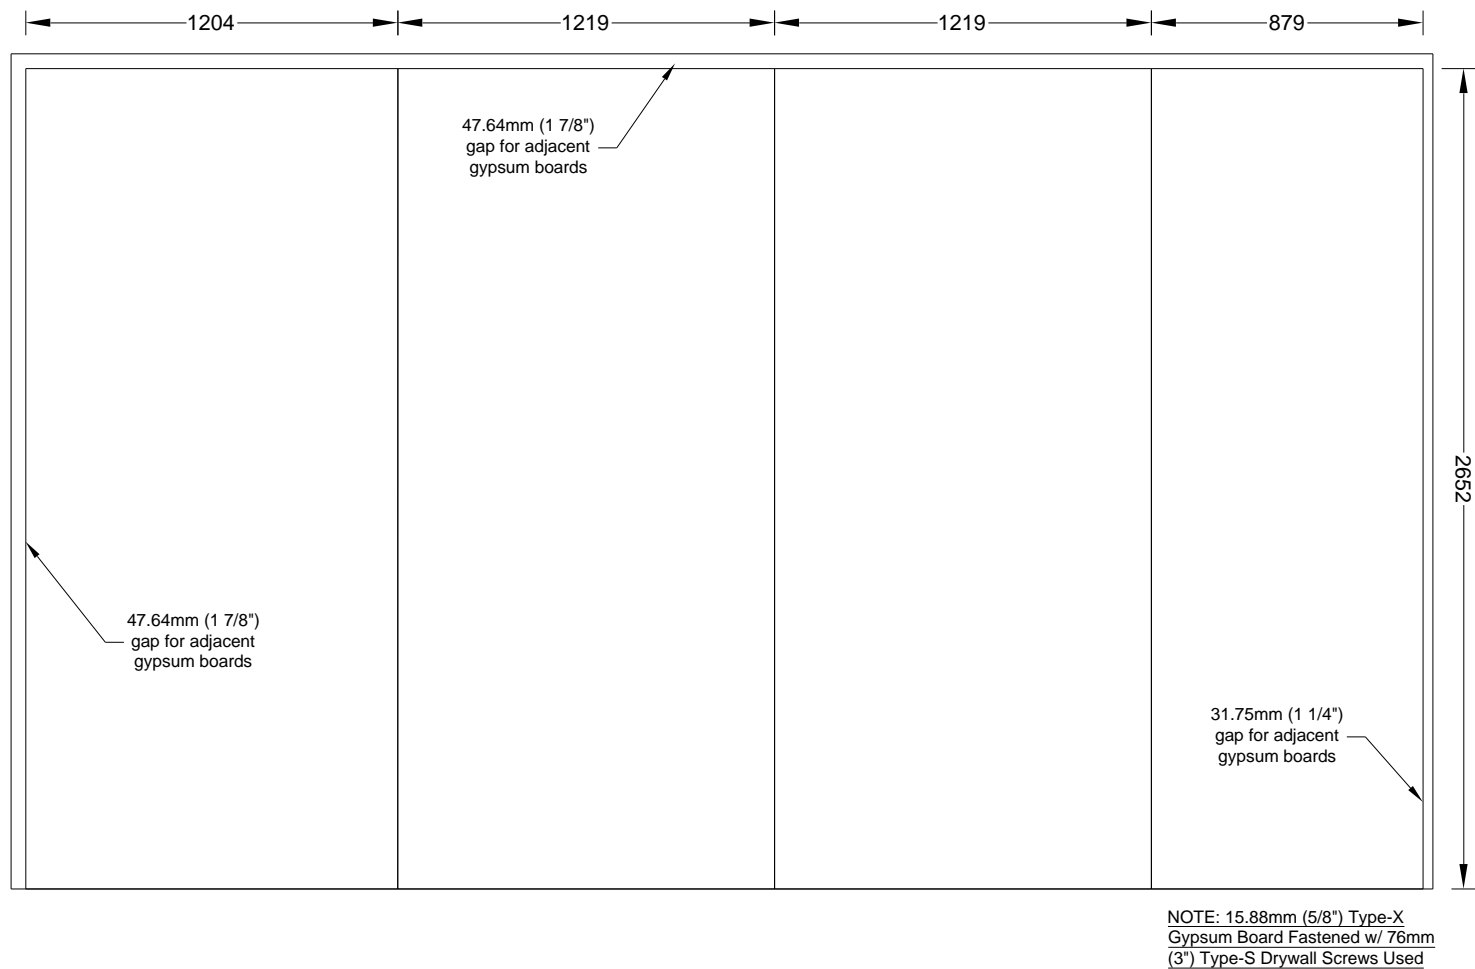 1204
1219
1219
879
47.64mm (1 7/8")
gap for adjacent
gypsum boards
2652
47.64mm (1 7/8")
gap for adjacent
gypsum boards
31.75mm (1 1/4")
gap for adjacent
gypsum boards
NOTE: 15.88mm (5/8") Type-X
Gypsum Board Fastened w/ 76mm
(3") Type-S Drywall Screws Used